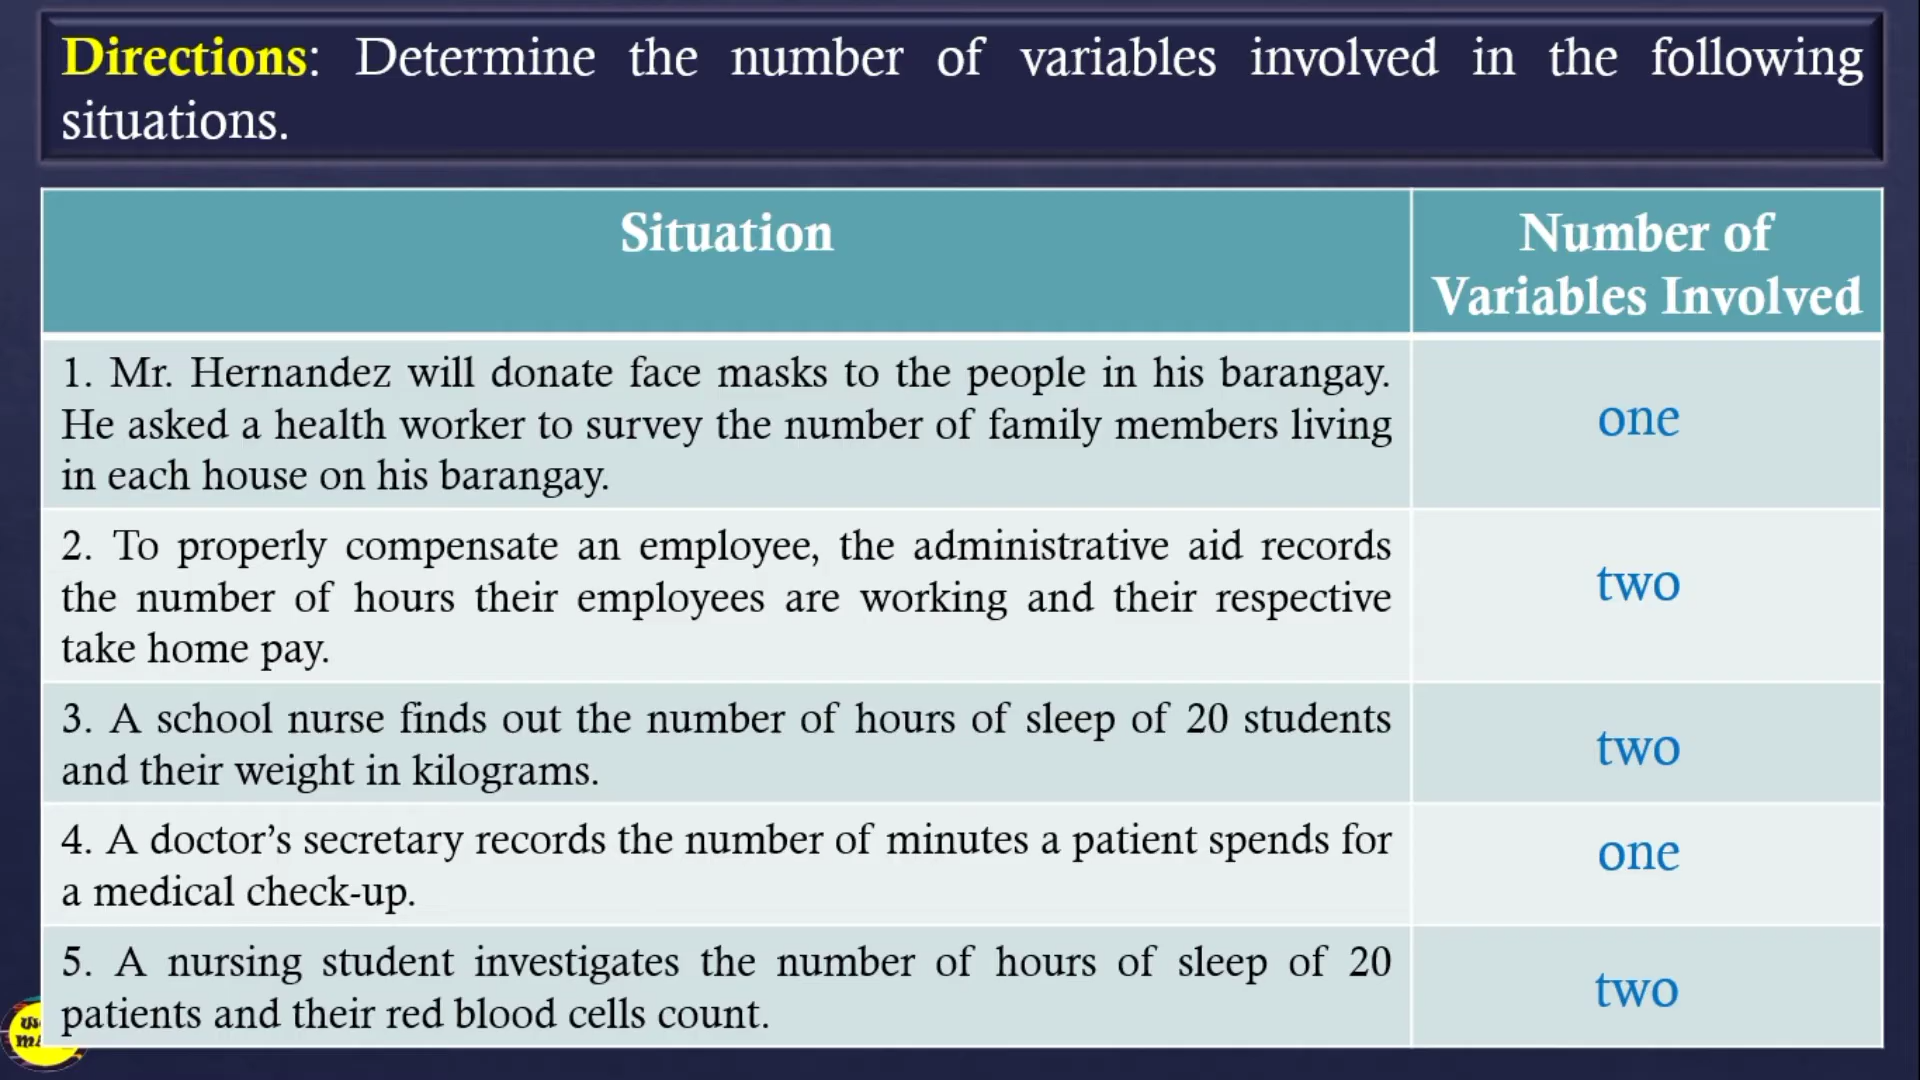 Directions: Determine the number of variables involved in the following
situations.
Situation
Number of
Variables Involved
1. Mr. Hernandez will donate face masks to the people in his barangay.
He asked a health worker to survey the number of family members living
in each house on his barangay.
one
2. To properly compensate an employee, the administrative aid records
the number of hours their employees are working and their respective
take home pay.
two
3. A school nurse finds out the number of hours of sleep of 20 students
and their weight in kilograms.
two
4. A doctor’s secretary records the number of minutes a patient spends for
a medical check-up.
one
5. A nursing student investigates the number of hours of sleep of 20
patients and their red blood cells count.
two